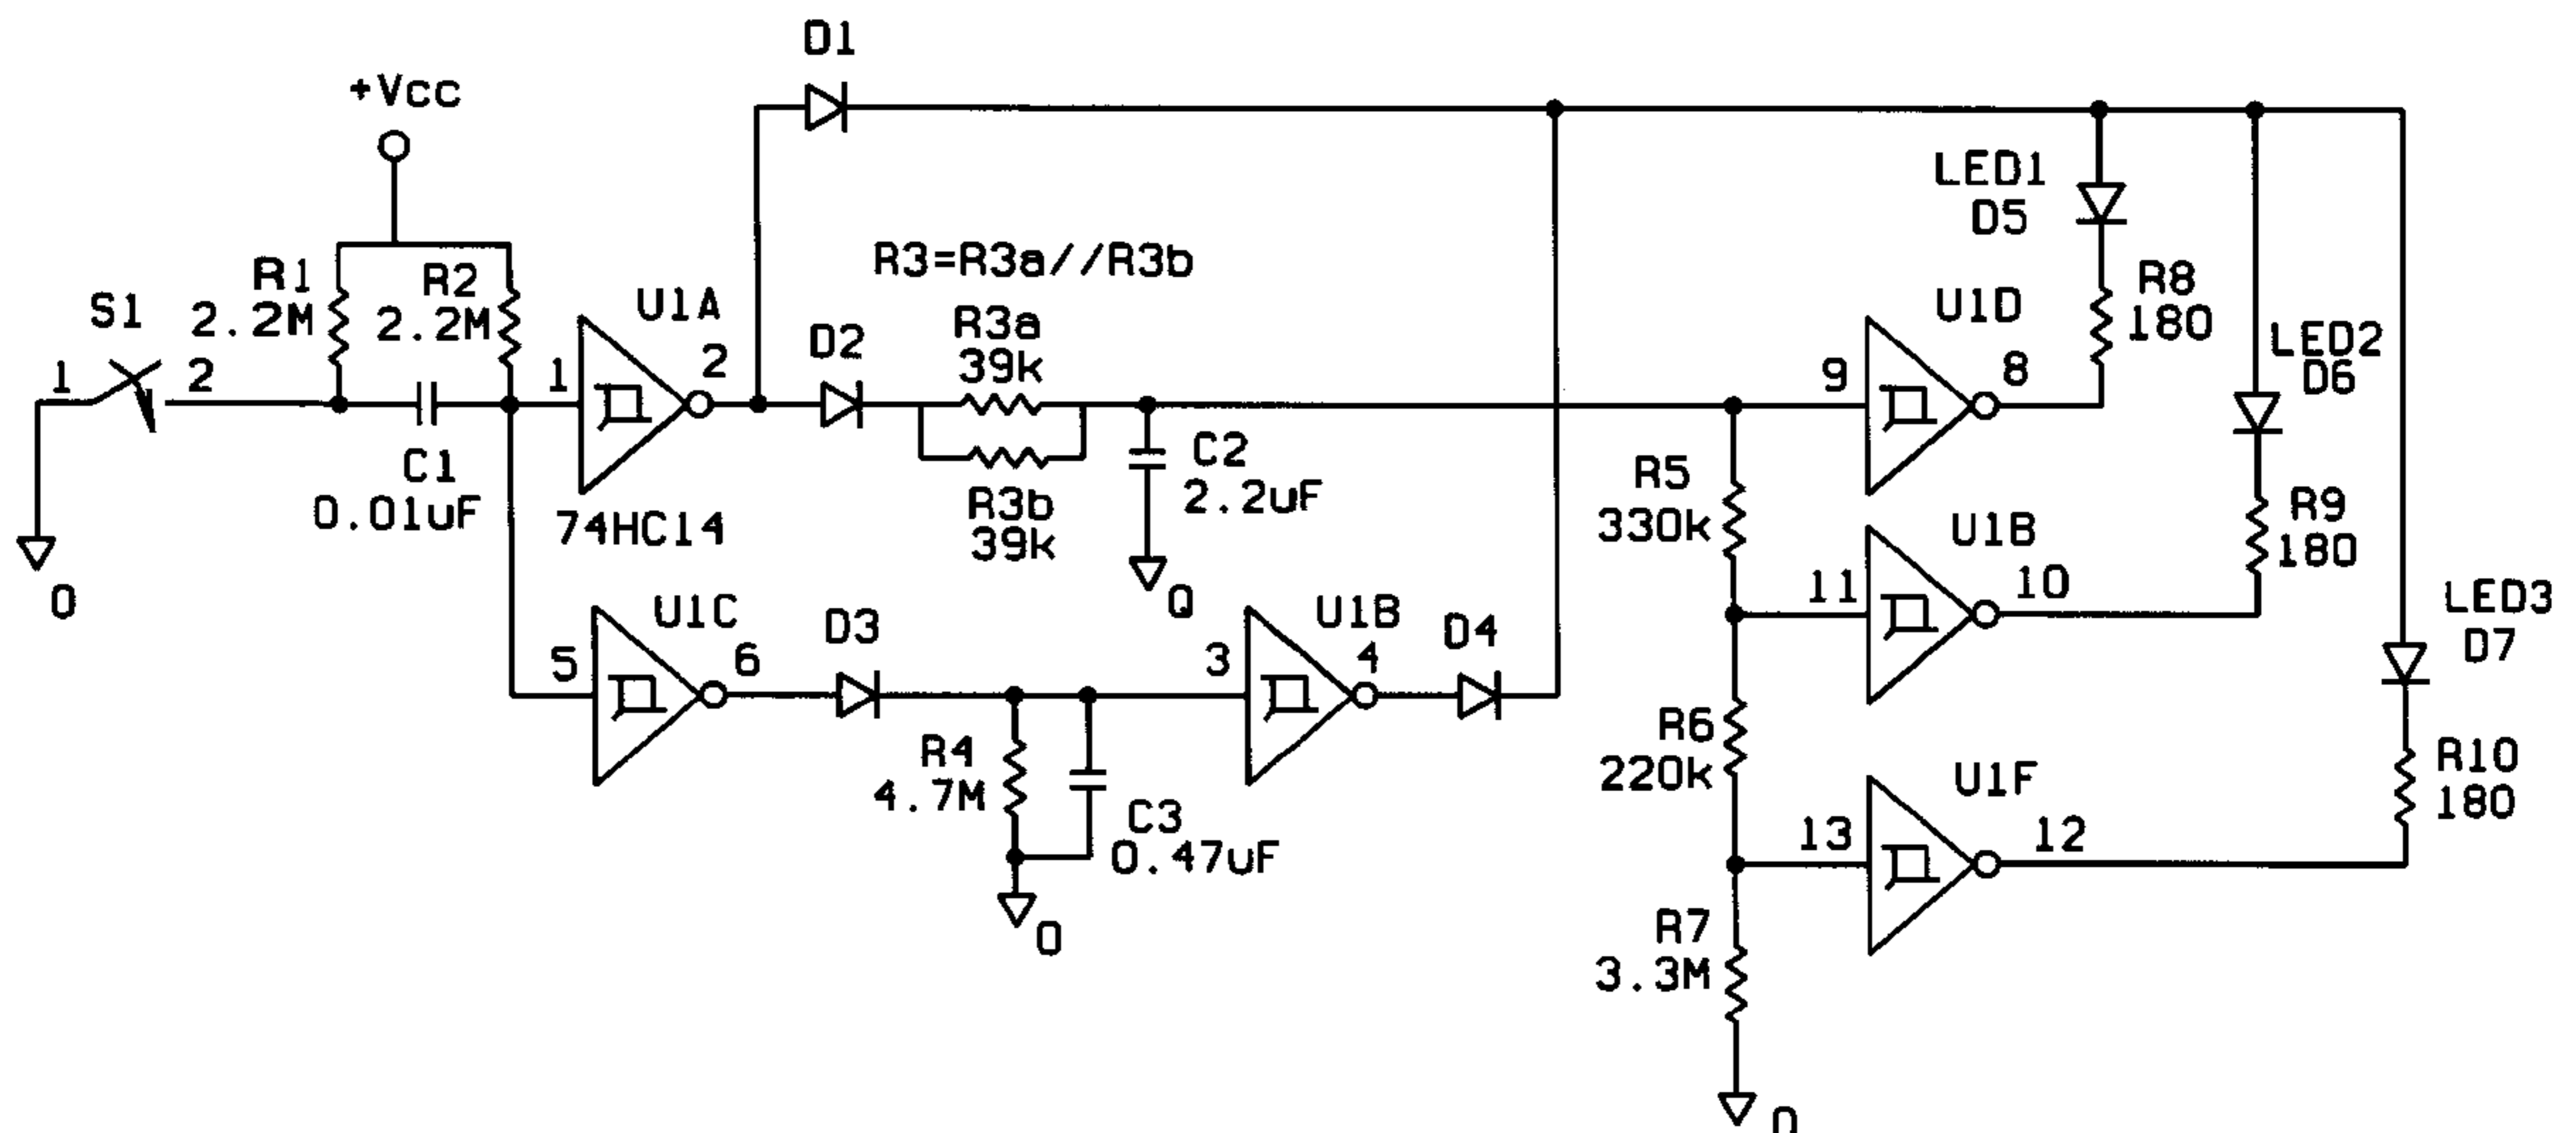 D1
+Vcc
R1
2.2M
R2
2.2M
S1
1
2
C1
0.01uF
1
U1A
2
74HC14
R3=R3a//R3b
D2
R3a
39k
R3b
39k
C2
2.2uF
Q
0
5
U1C
6
D3
R4
4.7M
C3
0.47uF
0
3
U1B
4
D4
LED1
D5
R8
180
9
U1D
8
LED2
D6
R9
180
R5
330k
11
U1B
10
LED3
D7
R10
180
R6
220k
13
U1F
12
R7
3.3M
0